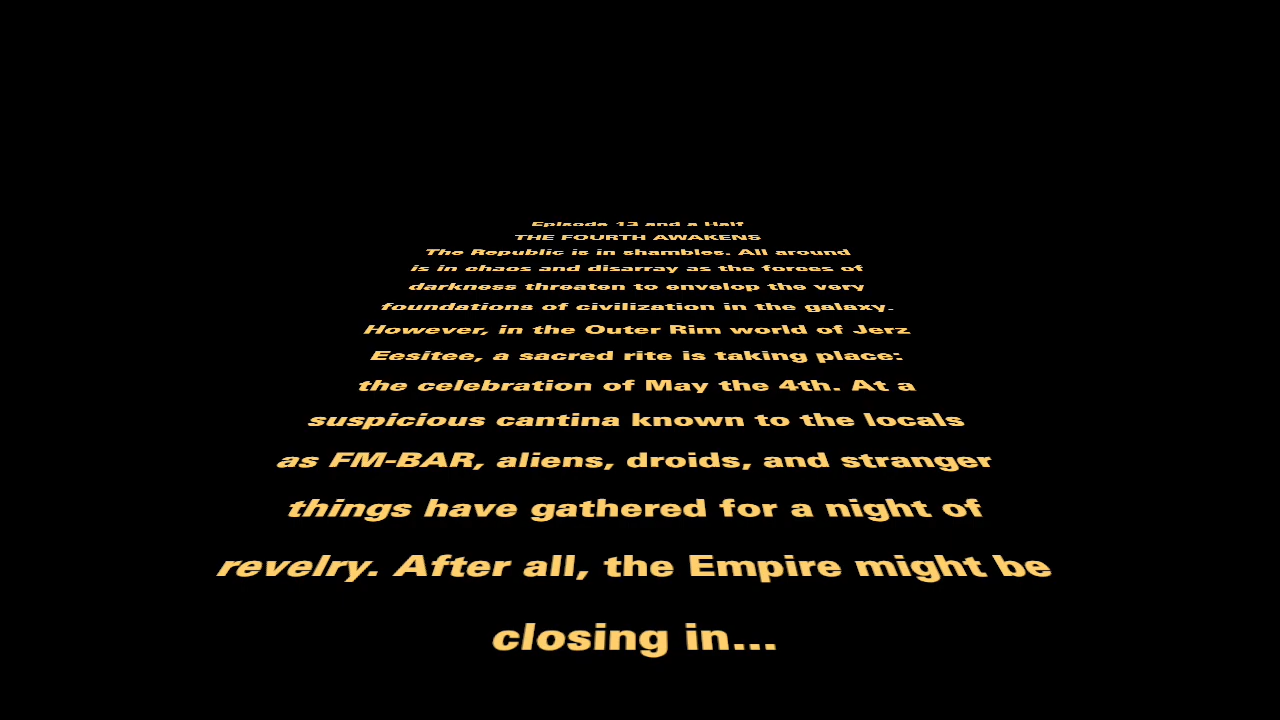 Episode 13 and a Half
THE FOURTH AWAKENS
The Republic is in shambles. All around
is in chaos and disarray as the forces of
darkness threaten to envelop the very
foundations of civilization in the galaxy.
However, in the Outer Rim world of Jerz
Eesitee, a sacred rite is taking place:
the celebration of May the 4th. At a
suspicious cantina known to the locals
as FM-BAR, aliens, droids, and stranger
things have gathered for a night of
revelry. After all, the Empire might be
closing in...